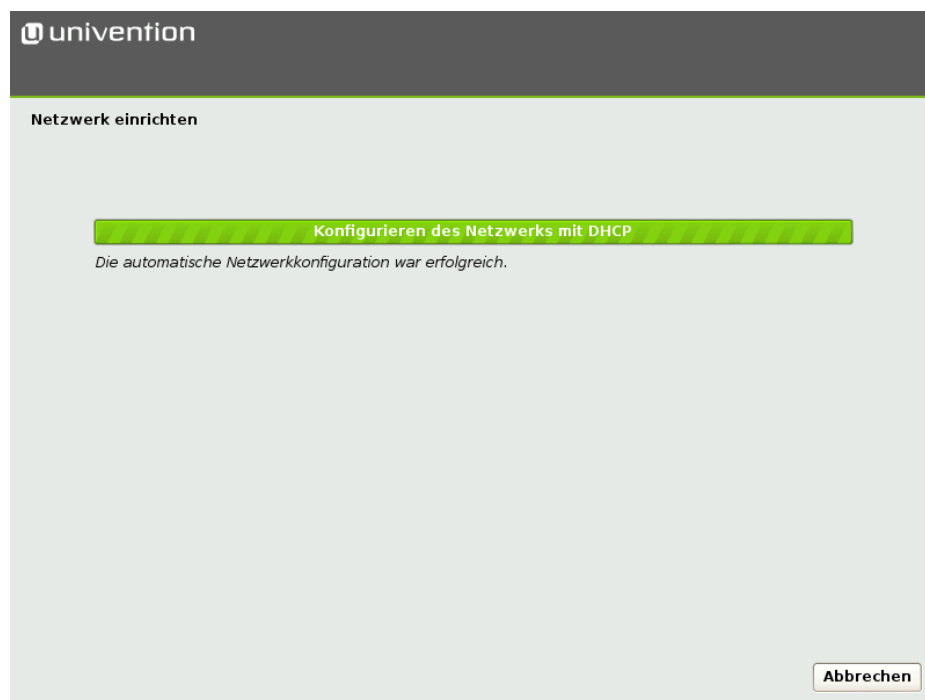 univention
Netzwerk einrichten
Konfigurieren des Netzwerks mit DHCP
Die automatische Netzwerkkonfiguration war erfolgreich.
Abbrechen